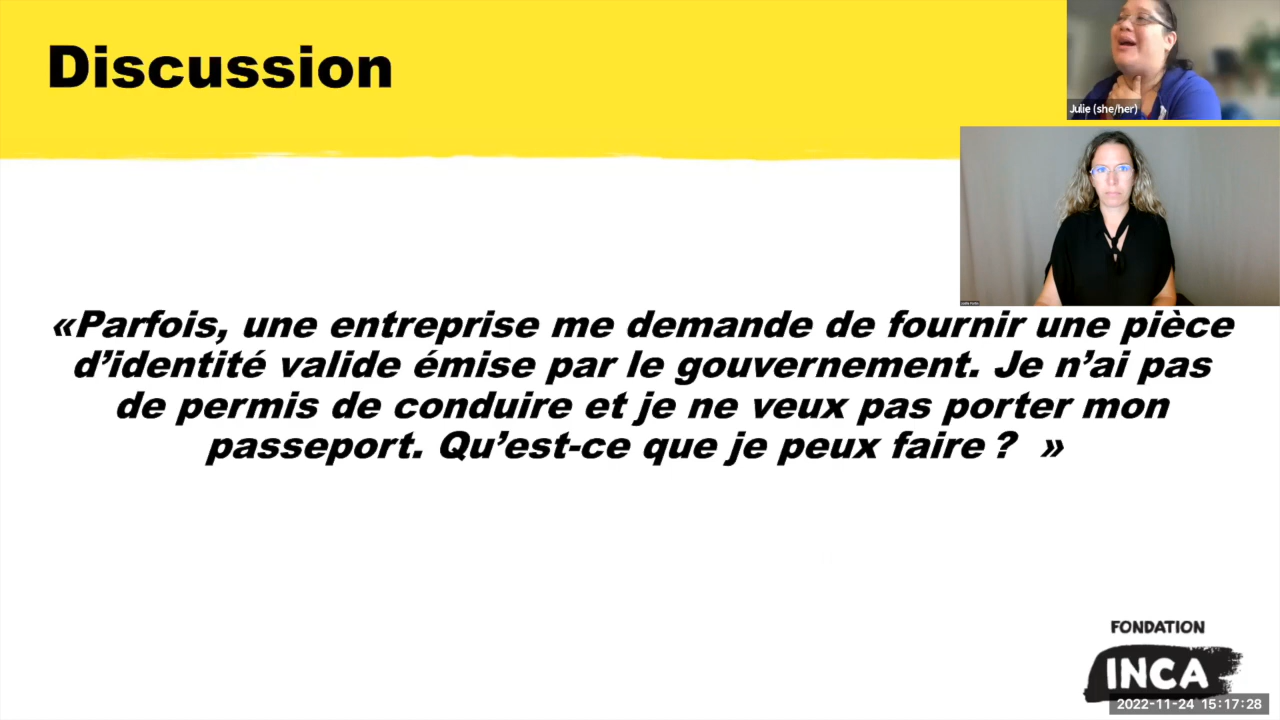 Discussion
Julie (she/her)
«Parfois, une entreprise me demande de fournir une pièce
d’identité valide émise par le gouvernement. Je n’ai pas
de permis de conduire et je ne veux pas porter mon
passeport. Qu’est-ce que je peux faire ?  »
FONDATION
INCA
2022-11-24 15:17:28